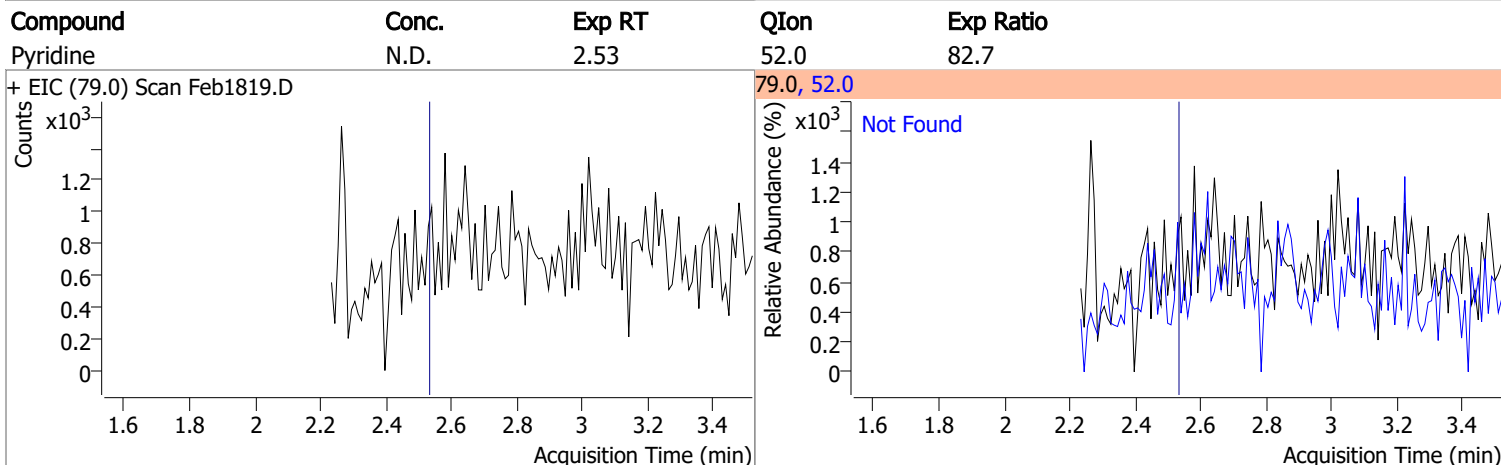 Compound Conc. Exp RT QIon Exp Ratio
Pyridine N.D. 2.53 52.0 82.7
+ EIC (79.0) Scan Feb1819.D
Counts
x10³
1.2
1
0.8
0.6
0.4
0.2
0
1.6 1.8 2 2.2 2.4 2.6 2.8 3 3.2 3.4
Acquisition Time (min)
79.0, 52.0
Relative Abundance (%)
x10³
Not Found
1.4
1.2
1
0.8
0.6
0.4
0.2
0
1.6 1.8 2 2.2 2.4 2.6 2.8 3 3.2 3.4
Acquisition Time (min)